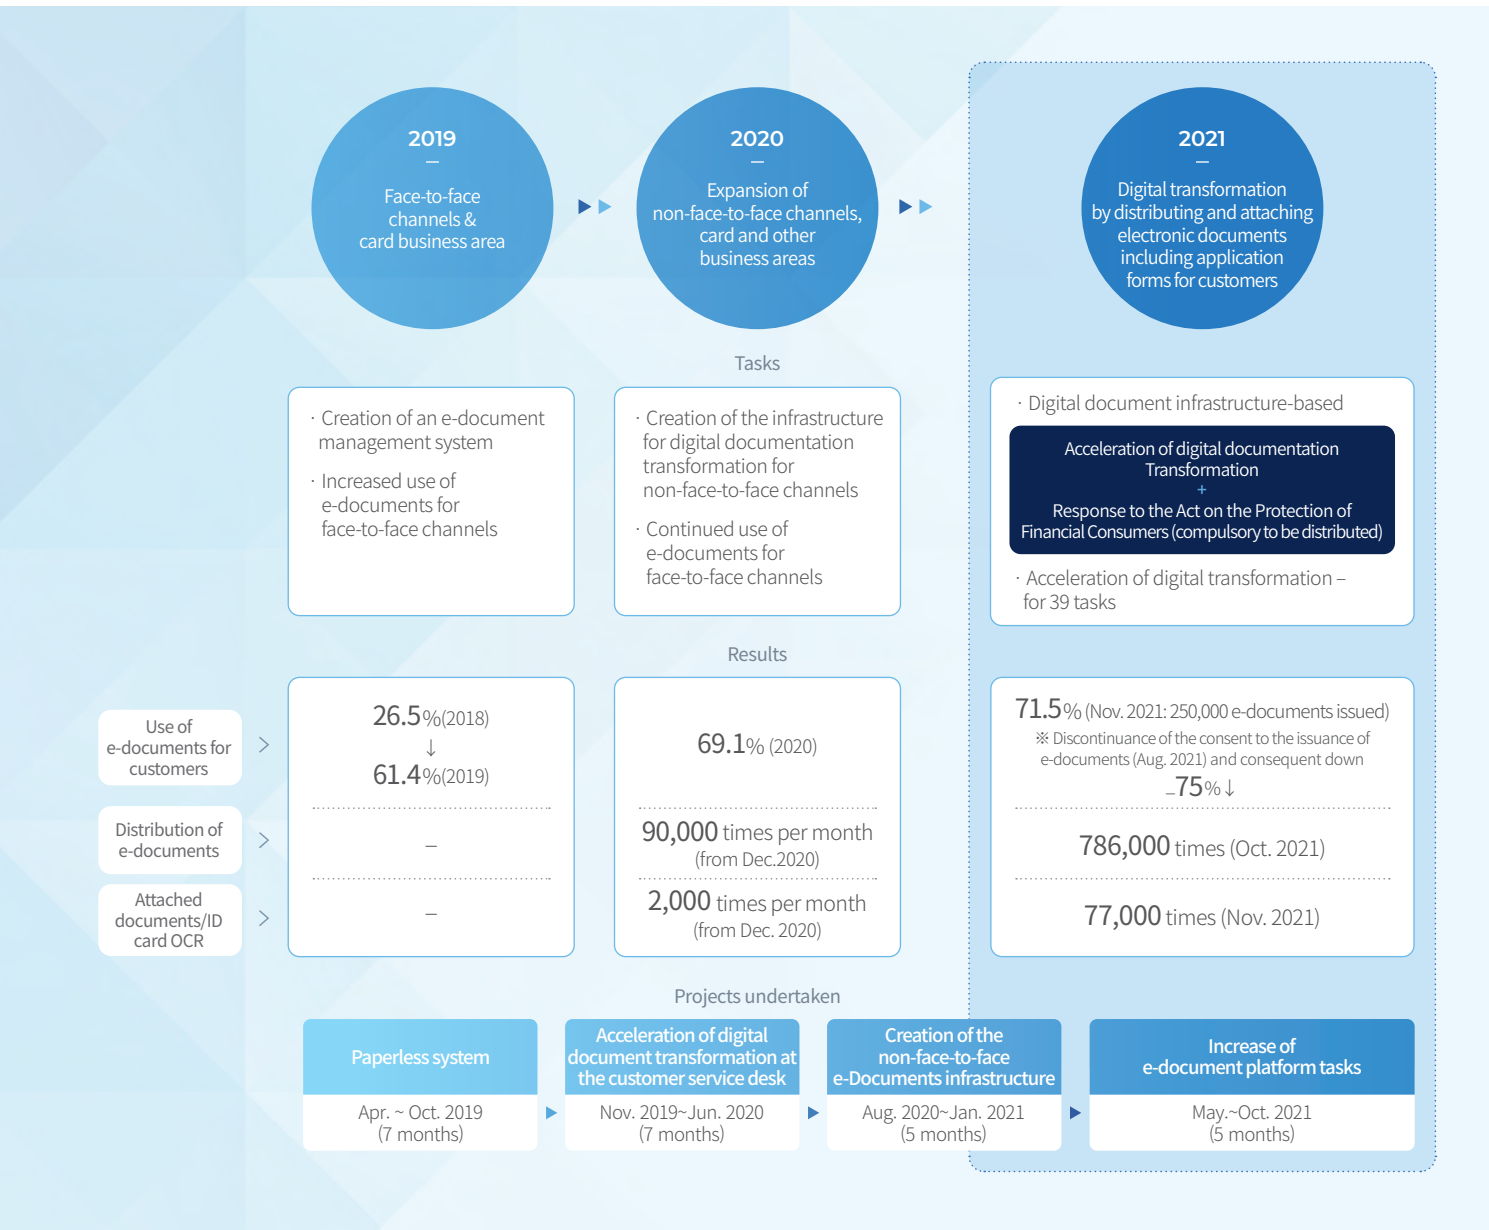 2019
–
Face-to-face
channels &
card business area
2020
–
Expansion of
non-face-to-face channels,
card and other
business areas
2021
–
Digital transformation
by distributing and attaching
electronic documents
including application
forms for customers
Tasks
· Creation of an e-document
management system
· Increased use of
e-documents for
face-to-face channels
· Creation of the infrastructure
for digital documentation
transformation for
non-face-to-face channels
· Continued use of
e-documents for
face-to-face channels
· Digital document infrastructure-based
Acceleration of digital documentation
Transformation
+
Response to the Act on the Protection of
Financial Consumers (compulsory to be distributed)
· Acceleration of digital transformation –
for 39 tasks
Results
Use of
e-documents for
customers
26.5%(2018)
↓
61.4%(2019)
69.1% (2020)
71.5% (Nov. 2021: 250,000 e-documents issued)
※ Discontinuance of the consent to the issuance of
e-documents (Aug. 2021) and consequent down
–75%↓
Distribution of
e-documents
–
90,000 times per month
(from Dec.2020)
786,000 times (Oct. 2021)
Attached
documents/ID
card OCR
–
2,000 times per month
(from Dec. 2020)
77,000 times (Nov. 2021)
Projects undertaken
Paperless system
Apr. ~ Oct. 2019
(7 months)
Acceleration of digital
document transformation at
the customer service desk
Nov. 2019~Jun. 2020
(7 months)
Creation of the
non-face-to-face
e-Documents infrastructure
Aug. 2020~Jan. 2021
(5 months)
Increase of
e-document platform tasks
May.~Oct. 2021
(5 months)